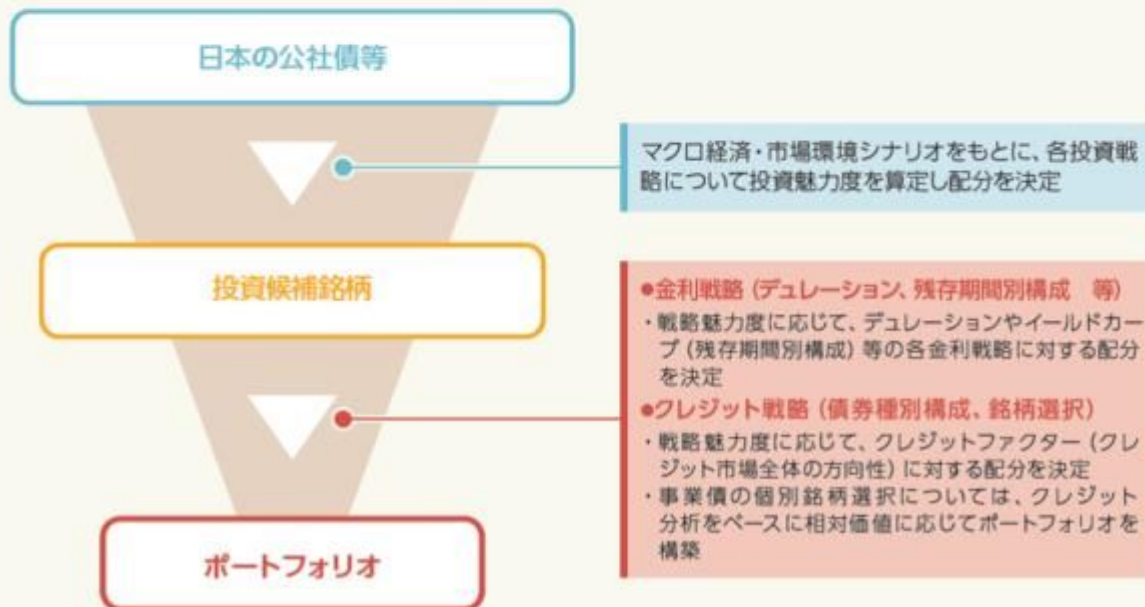 日本の公社債等
マクロ経済・市場環境シナリオをもとに、各投資戦
略について投資魅力度を算定し配分を決定
投資候補銘柄
●金利戦略（デュレーション、残存期間別構成　等）
・戦略魅力度に応じて、デュレーションやイールドカー
ブ（残存期間別構成）等の各金利戦略に対する配分
を決定
●クレジット戦略（債券種別構成、銘柄選択）
・戦略魅力度に応じて、クレジットファクター（クレ
ジット市場全体の方向性）に対する配分を決定
・事業債の個別銘柄選択については、クレジット
分析をベースに相対価値に応じてポートフォリオを
構築
ポートフォリオ